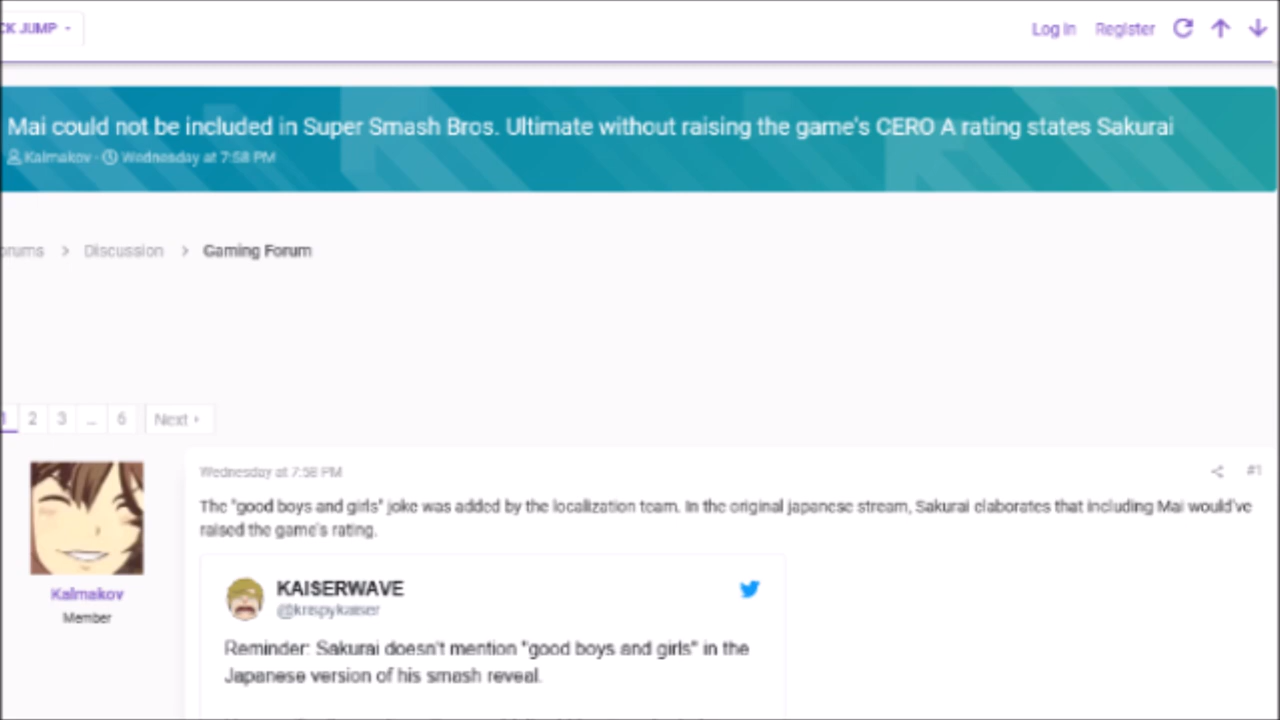 CK JUMP
Log in Register
Mai could not be included in Super Smash Bros. Ultimate without raising the game's CERO A rating states Sakurai
Kalmakov · Wednesday at 7:58 PM
orums > Discussion > Gaming Forum
1 2 3 ... 6 Next
Wednesday at 7:58 PM #1
The "good boys and girls" joke was added by the localization team. In the original japanese stream, Sakurai elaborates that including Mai would've
raised the game's rating.
Kalmakov
Member
KAISERWAVE
@krispykaiser
Reminder: Sakurai doesn't mention "good boys and girls" in the
Japanese version of his smash reveal.